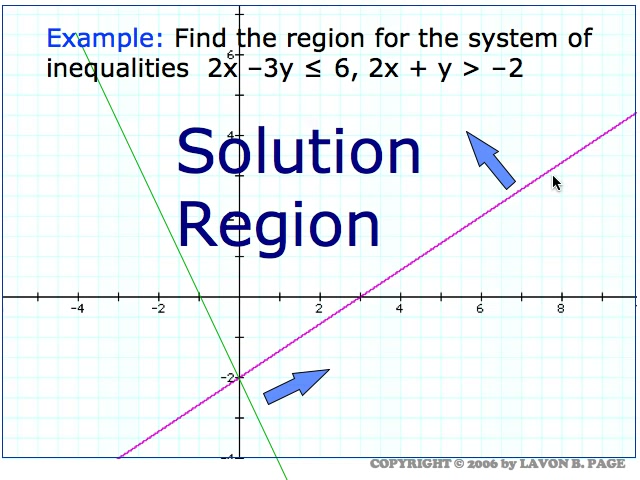 Example: Find the region for the system of
inequalities 2x –3y ≤ 6, 2x + y > –2
6
4
Solution
Region
-4
-2
2
4
6
8
-2
-4
COPYRIGHT © 2006 by LAVON B. PAGE